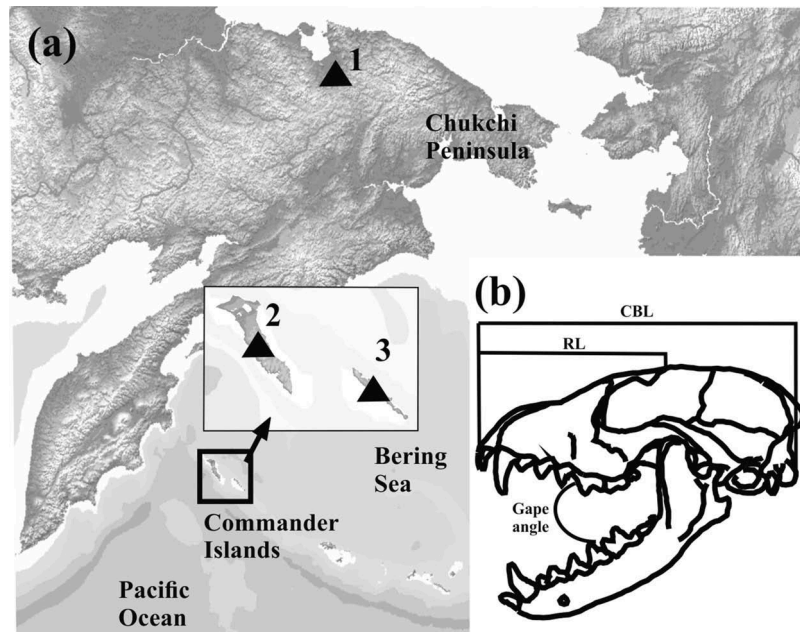 (a)
1
Chukchi
Peninsula
2
3
Bering
Sea
Commander
Islands
Pacific
Ocean
(b)
CBL
RL
Gape
angle